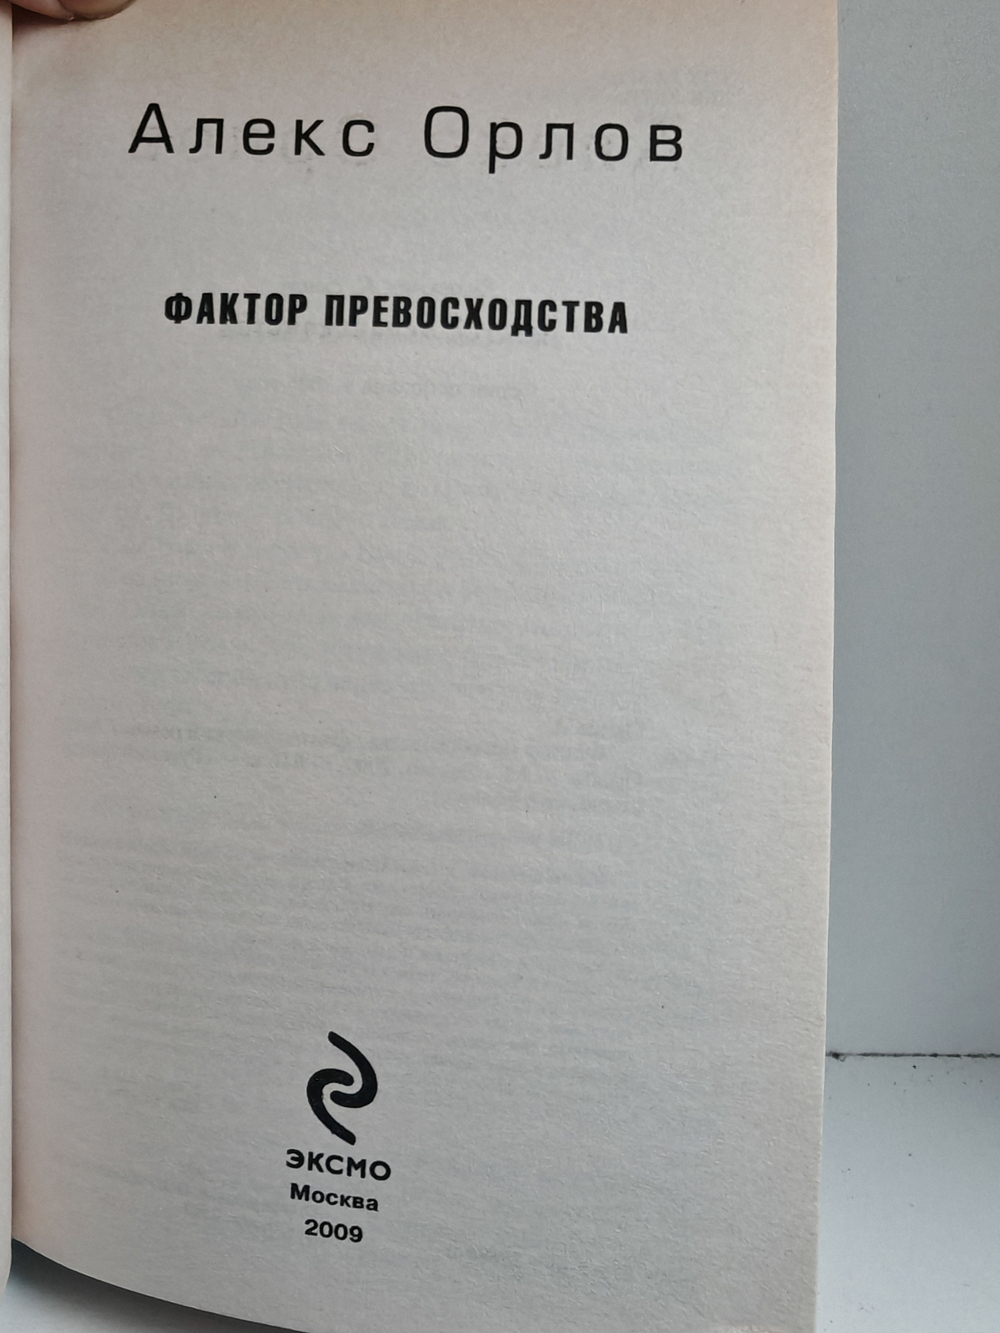 Алекс Орлов
ФАКТОР ПРЕВОСХОДСТВА
ЭКСМО
Москва
2009